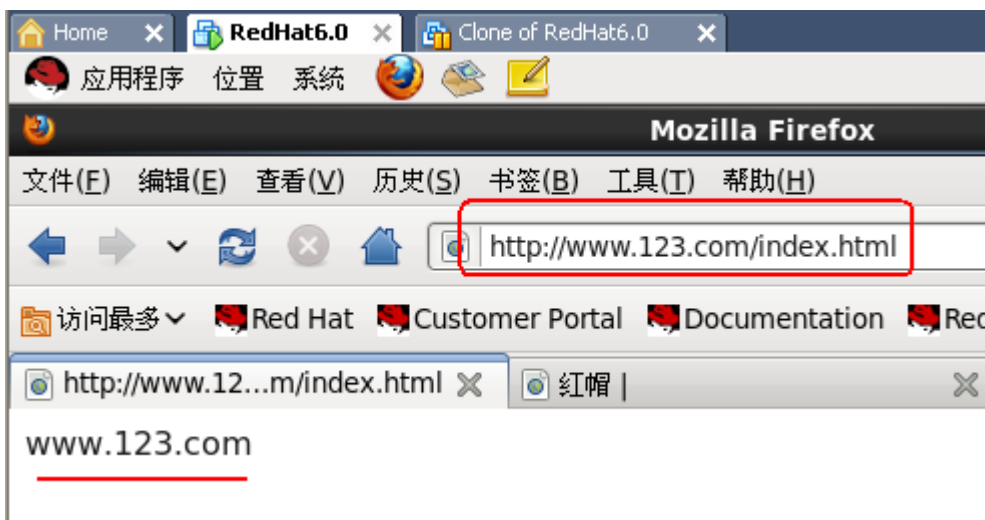 Home RedHat6.0 Clone of RedHat6.0
应用程序 位置 系统
Mozilla Firefox
文件(F) 编辑(E) 查看(V) 历史(S) 书签(B) 工具(T) 帮助(H)
http://www.123.com/index.html
访问最多 Red Hat Customer Portal Documentation Red
http://www.12...m/index.html 红帽 |
www.123.com